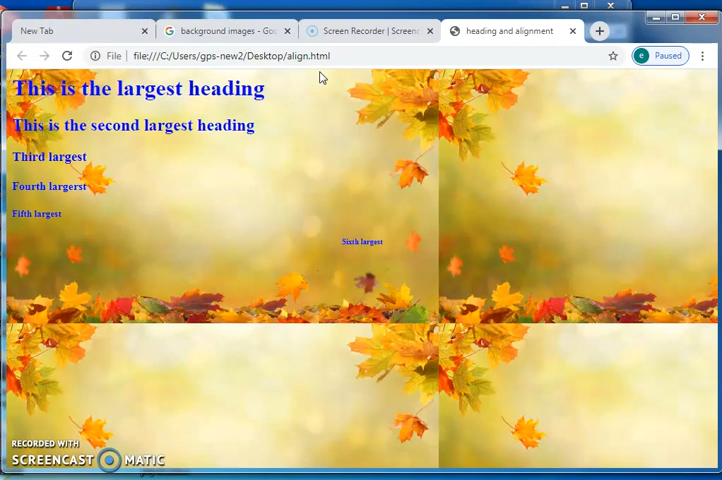 New Tab
background images - Goo
Screen Recorder | Screenc
heading and alignment
File
file:///C:/Users/gps-new2/Desktop/align.html
e
Paused
This is the largest heading
This is the second largest heading
Third largest
Fourth largerst
Fifth largest
Sixth largest
RECORDED WITH
SCREENCAST MATIC